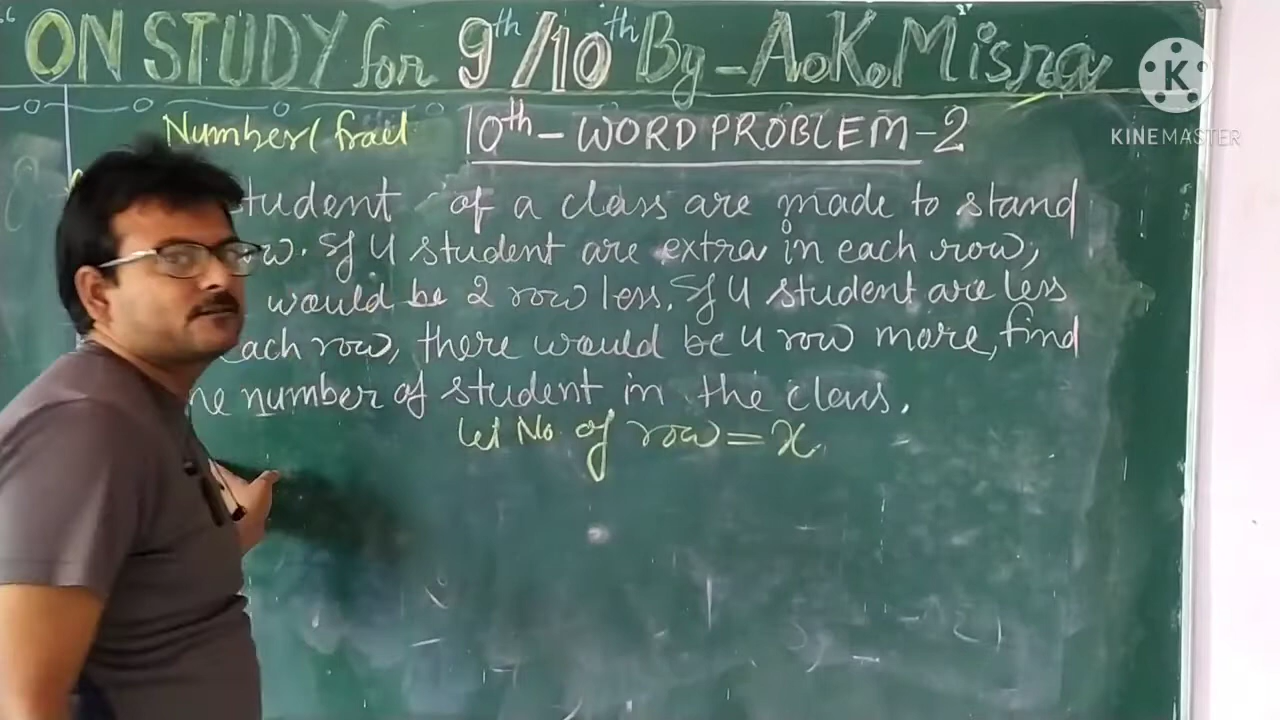 ON STUDY for 9th/10th By - A.K. Misra
K
KINEMASTER
Number/ fract 10th - WORD PROBLEM - 2
student of a class are made to stand
If 4 student are extra in each row,
would be 2 row less. If 4 student are less
each row, there would be 4 row more, find
number of student in the class.
let No. of row = x